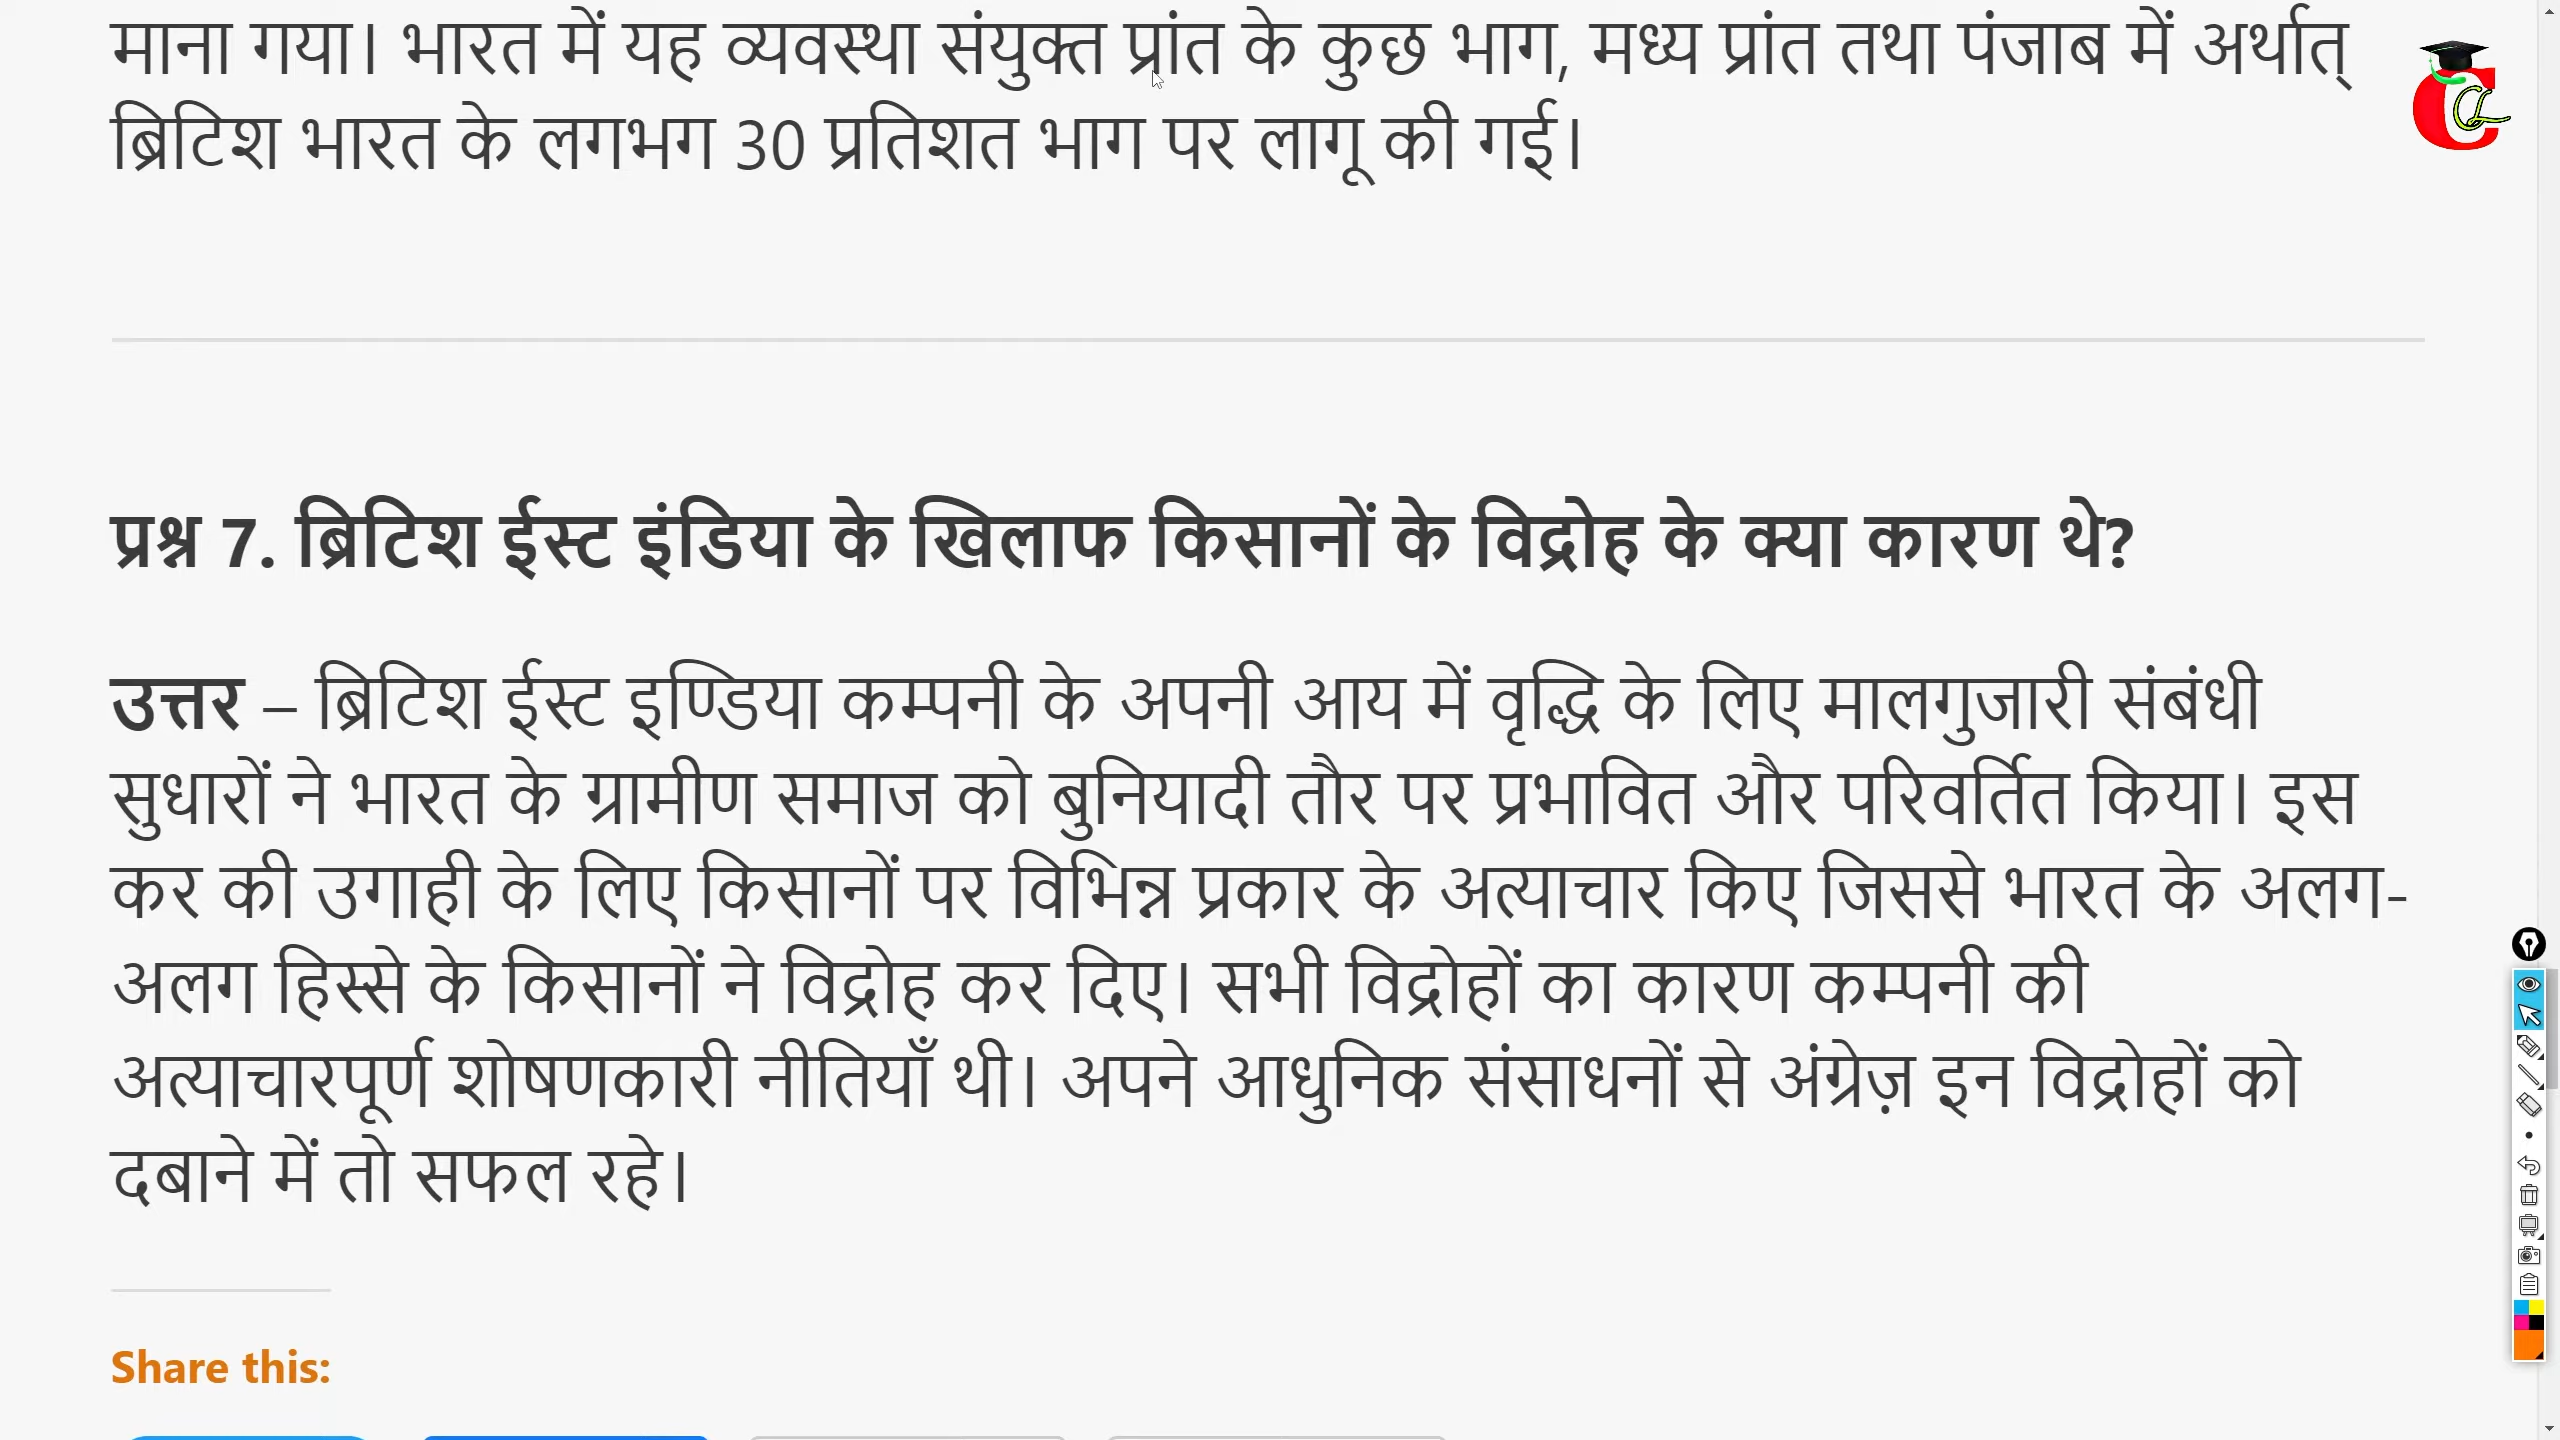 माना गया। भारत में यह व्यवस्था संयुक्त प्रांत के कुछ भाग, मध्य प्रांत तथा पंजाब में अर्थात्
ब्रिटिश भारत के लगभग 30 प्रतिशत भाग पर लागू की गई।
प्रश्न 7. ब्रिटिश ईस्ट इंडिया के खिलाफ किसानों के विद्रोह के क्या कारण थे?
उत्तर – ब्रिटिश ईस्ट इण्डिया कम्पनी के अपनी आय में वृद्धि के लिए मालगुजारी संबंधी
सुधारों ने भारत के ग्रामीण समाज को बुनियादी तौर पर प्रभावित और परिवर्तित किया। इस
कर की उगाही के लिए किसानों पर विभिन्न प्रकार के अत्याचार किए जिससे भारत के अलग-
अलग हिस्से के किसानों ने विद्रोह कर दिए। सभी विद्रोहों का कारण कम्पनी की
अत्याचारपूर्ण शोषणकारी नीतियाँ थी। अपने आधुनिक संसाधनों से अंग्रेज़ इन विद्रोहों को
दबाने में तो सफल रहे।
Share this: